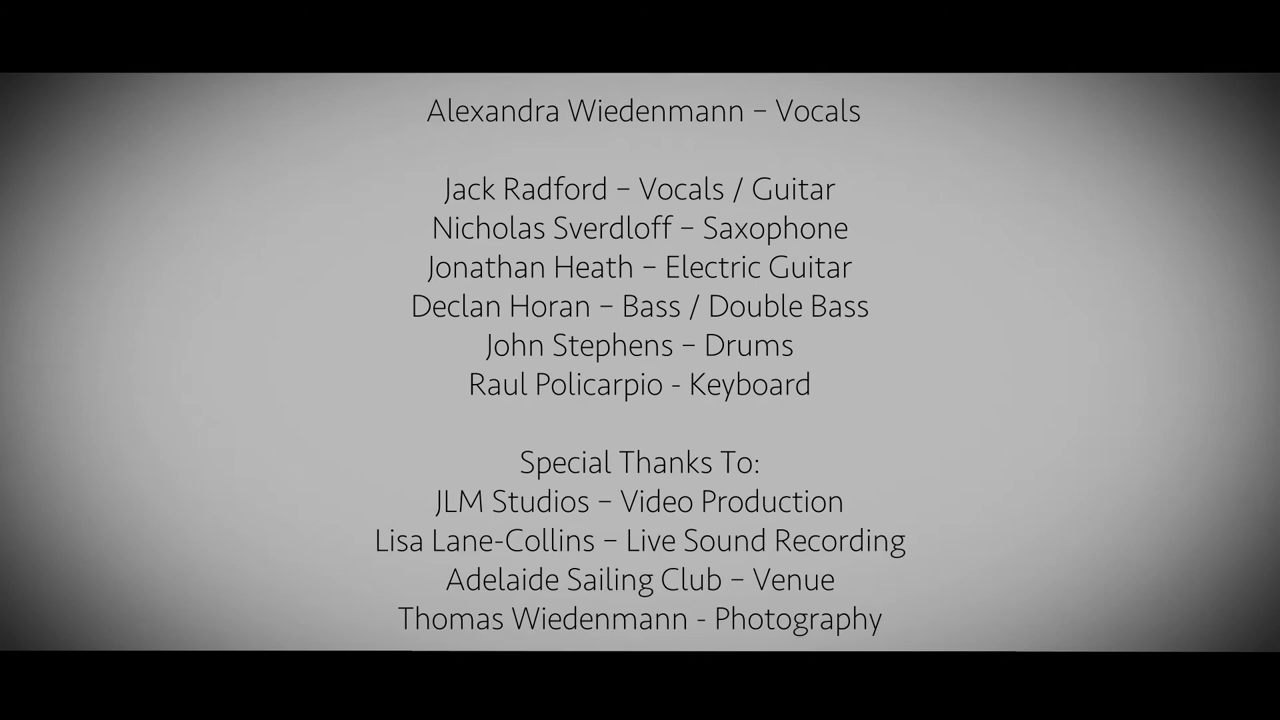 Alexandra Wiedenmann – Vocals
Jack Radford – Vocals / Guitar
Nicholas Sverdloff – Saxophone
Jonathan Heath – Electric Guitar
Declan Horan – Bass / Double Bass
John Stephens – Drums
Raul Policarpio - Keyboard
Special Thanks To:
JLM Studios – Video Production
Lisa Lane-Collins – Live Sound Recording
Adelaide Sailing Club – Venue
Thomas Wiedenmann - Photography